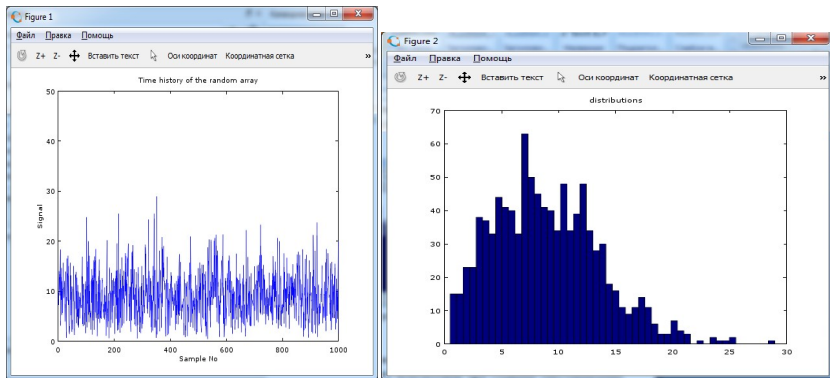 Figure 1
Файл Правка Помощь
Z+ Z- Вставить текст Оси координат Координатная сетка »
Time history of the random array
50
40
30
20
10
0
Signal
0 200 400 600 800 1000
Sample No
Figure 2
Файл Правка Помощь
Z+ Z- Вставить текст Оси координат Координатная сетка »
distributions
70
60
50
40
30
20
10
0
0 5 10 15 20 25 30